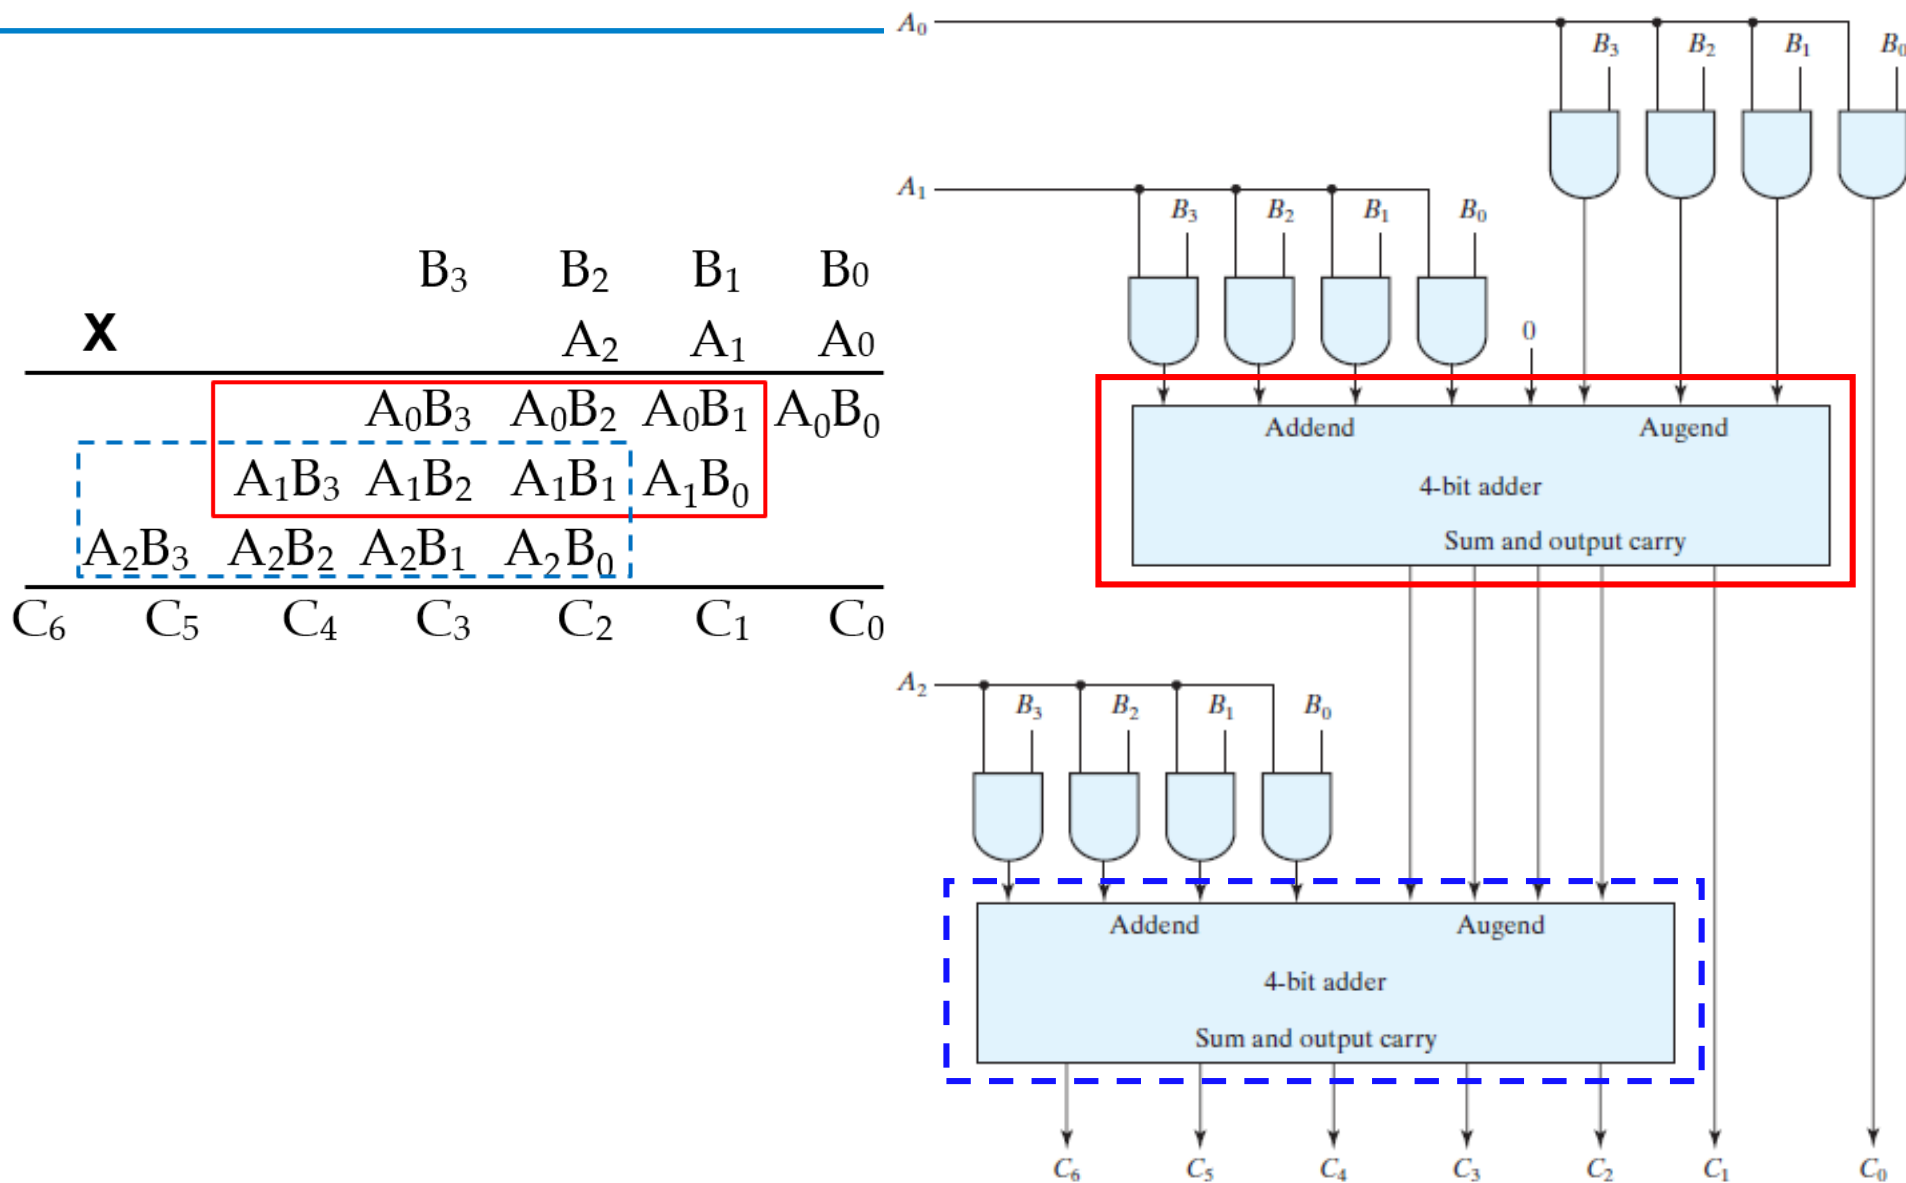 B₃ B₂ B₁ B₀
X A₂ A₁ A₀
A₀B₃ A₀B₂ A₀B₁ A₀B₀
A₁B₃ A₁B₂ A₁B₁ A₁B₀
A₂B₃ A₂B₂ A₂B₁ A₂B₀
C₆ C₅ C₄ C₃ C₂ C₁ C₀
A₀
B₃ B₂ B₁ B₀
A₁
B₃ B₂ B₁ B₀
0
Addend Augend
4-bit adder
Sum and output carry
A₂
B₃ B₂ B₁ B₀
Addend Augend
4-bit adder
Sum and output carry
C₆ C₅ C₄ C₃ C₂ C₁ C₀